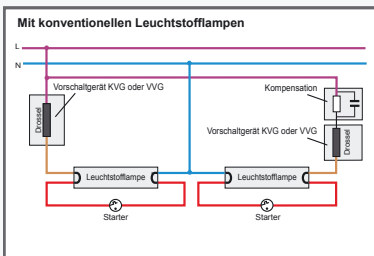 Mit konventionellen Leuchtstofflampen
L
N
Vorschaltgerät KVG oder VVG
Kompensation
Drossel
Vorschaltgerät KVG oder VVG
Drossel
Leuchtstofflampe
Leuchtstofflampe
Starter
Starter